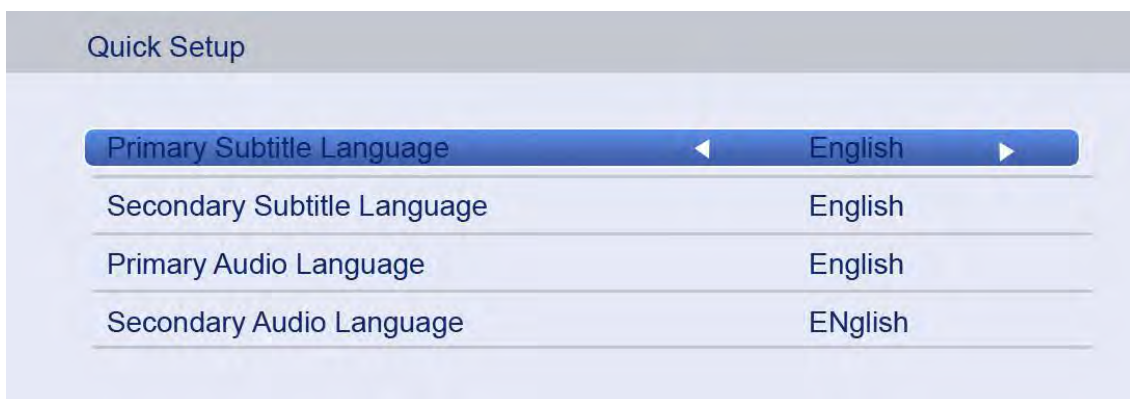 Quick Setup
Primary Subtitle Language English
Secondary Subtitle Language English
Primary Audio Language English
Secondary Audio Language ENglish